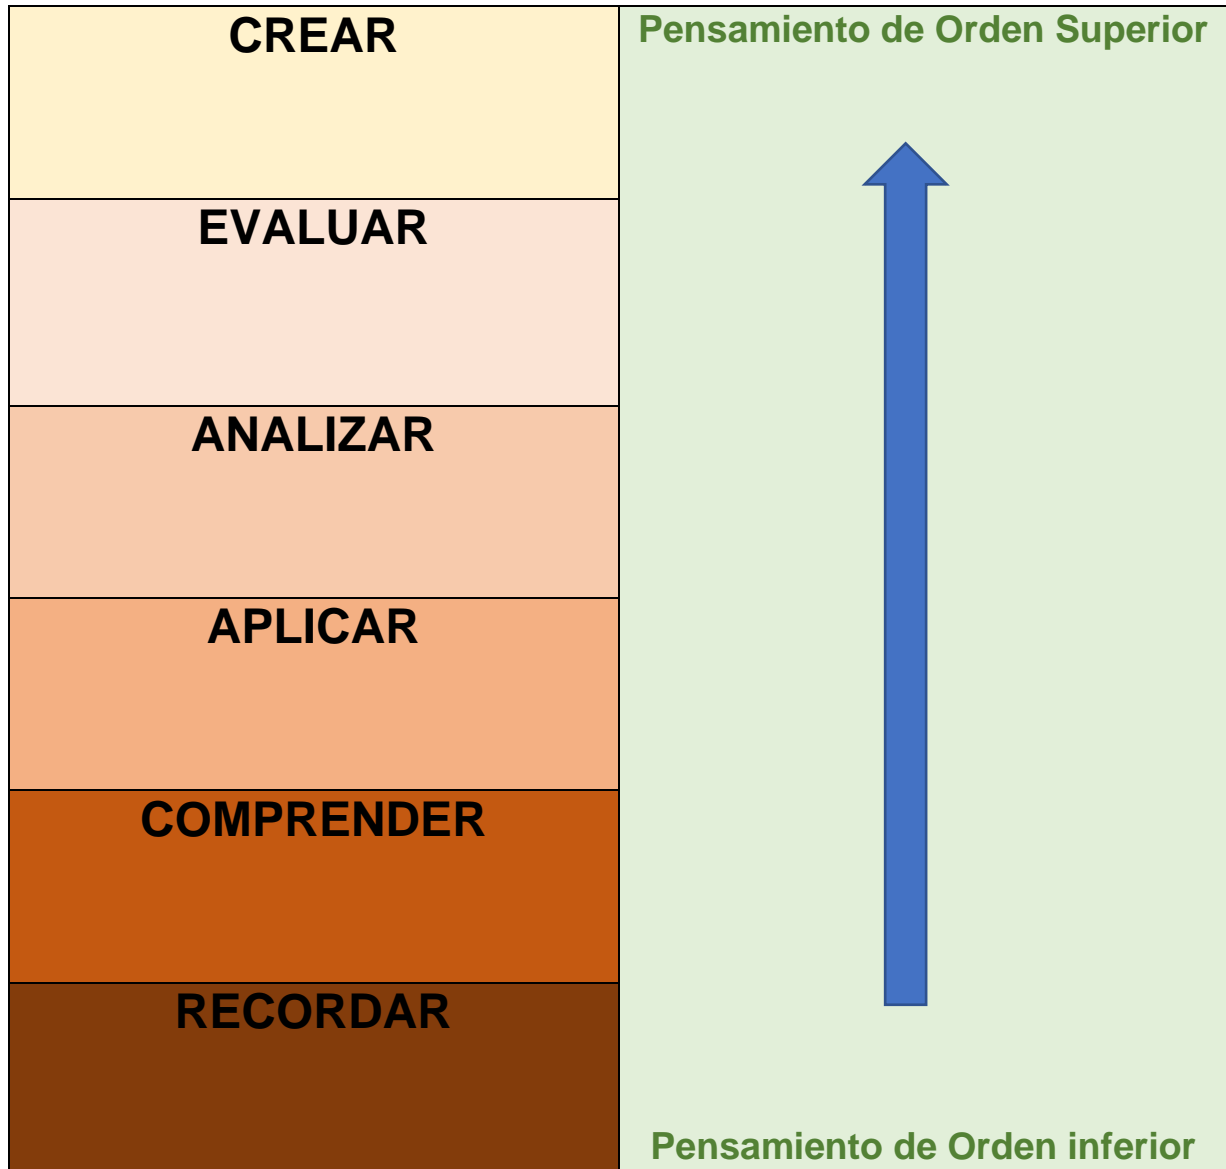 CREAR
Pensamiento de Orden Superior
EVALUAR
ANALIZAR
APLICAR
COMPRENDER
RECORDAR
Pensamiento de Orden inferior